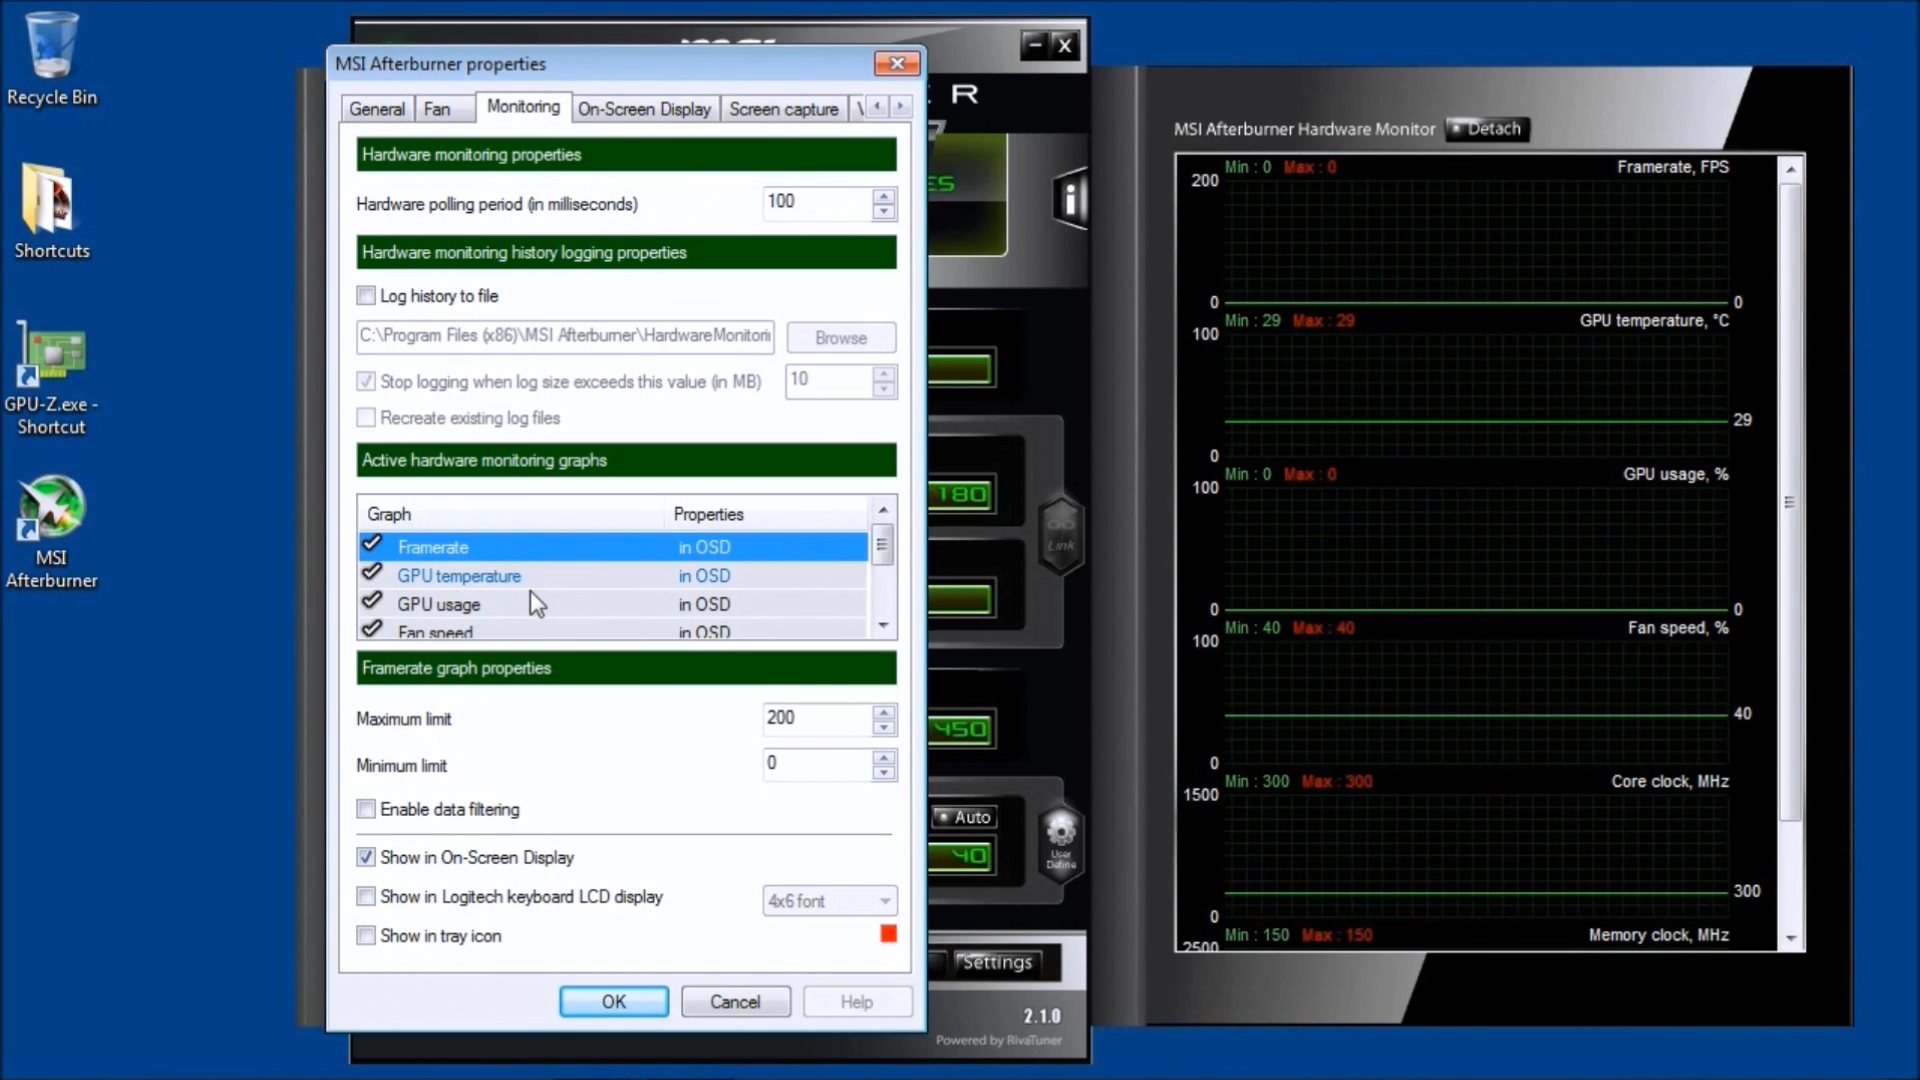 Recycle Bin
Shortcuts
GPU-Z.exe -
Shortcut
MSI
Afterburner
MSI Afterburner properties
General
Fan
Monitoring
On-Screen Display
Screen capture
Hardware monitoring properties
Hardware polling period (in milliseconds)
100
Hardware monitoring history logging properties
Log history to file
C:\Program Files (x86)\MSI Afterburner\HardwareMonitori
Browse
Stop logging when log size exceeds this value (in MB)
10
Recreate existing log files
Active hardware monitoring graphs
Graph Properties
Framerate in OSD
GPU temperature in OSD
GPU usage in OSD
Fan speed in OSD
Framerate graph properties
Maximum limit
200
Minimum limit
0
Enable data filtering
Show in On-Screen Display
Show in Logitech keyboard LCD display
4x6 font
Show in tray icon
OK
Cancel
Help
X
R
ES
i
180
Link
450
Auto
40
User
Define
Settings
2.1.0
Powered by RivaTuner
MSI Afterburner Hardware Monitor
Detach
Min : 0 Max : 0 Framerate, FPS
200
0 0
Min : 29 Max : 29 GPU temperature, °C
100
29
0
Min : 0 Max : 0 GPU usage, %
100
0 0
Min : 40 Max : 40 Fan speed, %
100
40
0
Min : 300 Max : 300 Core clock, MHz
1500
300
0
Min : 150 Max : 150 Memory clock, MHz
2500